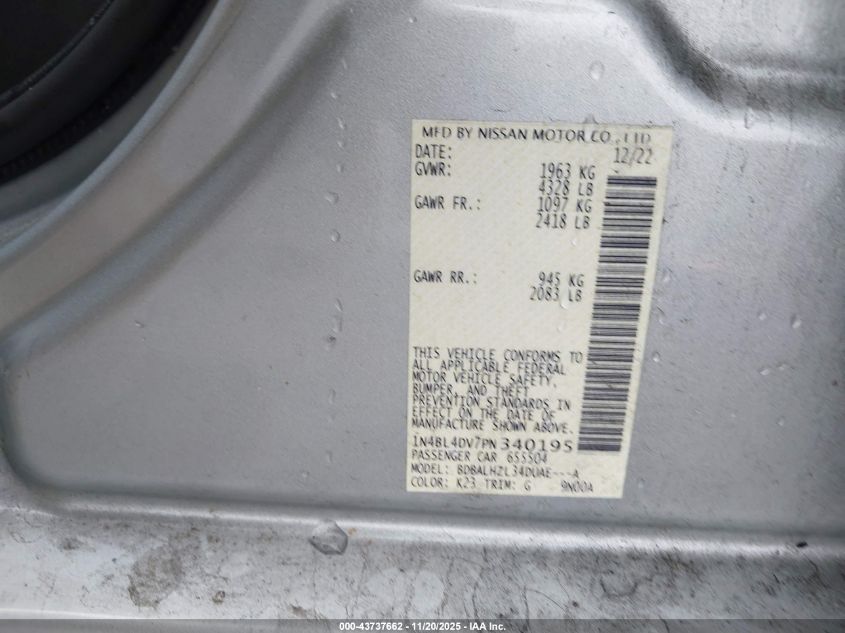 MFD BY NISSAN MOTOR CO., LTD
DATE: 12/22
GVWR: 1963 KG
4328 LB
GAWR FR.: 1097 KG
2418 LB
GAWR RR.: 945 KG
2083 LB
THIS VEHICLE CONFORMS TO
ALL APPLICABLE FEDERAL
MOTOR VEHICLE SAFETY,
BUMPER, AND THEFT
PREVENTION STANDARDS IN
EFFECT ON THE DATE OF
MANUFACTURE SHOWN ABOVE.
1N4BL4DV7PN340195
PASSENGER CAR 655504
MODEL: BDBALHZL34DUAE---A
COLOR: K23 TRIM: G 9N00A
000-43737662 - 11/20/2025 - IAA Inc.